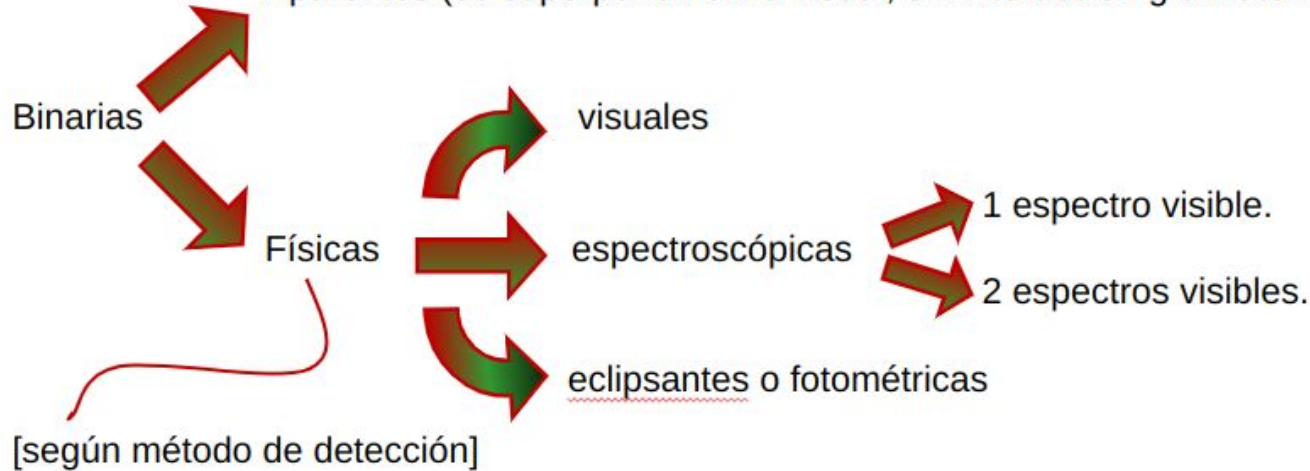 Binarias
visuales
1 espectro visible.
Físicas
espectroscópicas
2 espectros visibles.
eclipsantes o fotométricas
[según método de detección]